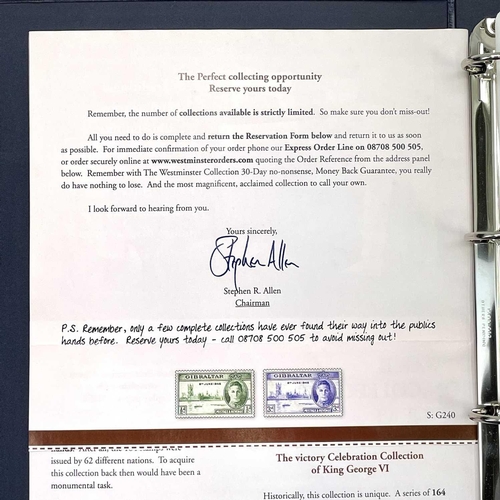 The Perfect collecting opportunity
Reserve yours today
Remember, the number of collections available is strictly limited. So make sure you don't miss-out!
All you need to do is complete and return the Reservation Form below and return it to us as soon
as possible. For immediate confirmation of your order phone our Express Order Line on 08708 500 505,
or order securely online at www.westminsterorders.com quoting the Order Reference from the address panel
below. Remember with The Westminster Collection 30-Day no-nonsense, Money Back Guarantee, you really
do have nothing to lose. And the most magnificent, acclaimed collection to call your own.
I look forward to hearing from you.
Yours sincerely,
Stephen Allen
Stephen R. Allen
Chairman
P.S. Remember, only a few complete collections have ever found their way into the publics
hands before. Reserve yours today - call 08708 500 505 to avoid missing out!
GIBRALTAR
GIBRALTAR
S: G240
issued by 62 different nations. To acquire
this collection back then would have been a
monumental task.
The victory Celebration Collection
of King George VI
Historically, this collection is unique. A series of 164